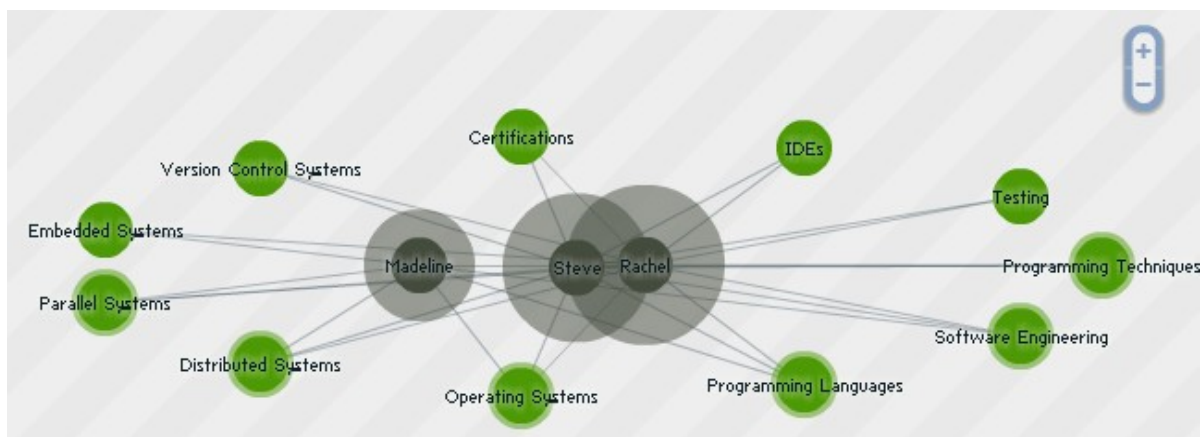 +
−
Certifications
IDEs
Version Control Systems
Testing
Embedded Systems
Madeline
Steve
Rachel
Programming Techniques
Parallel Systems
Software Engineering
Distributed Systems
Programming Languages
Operating Systems